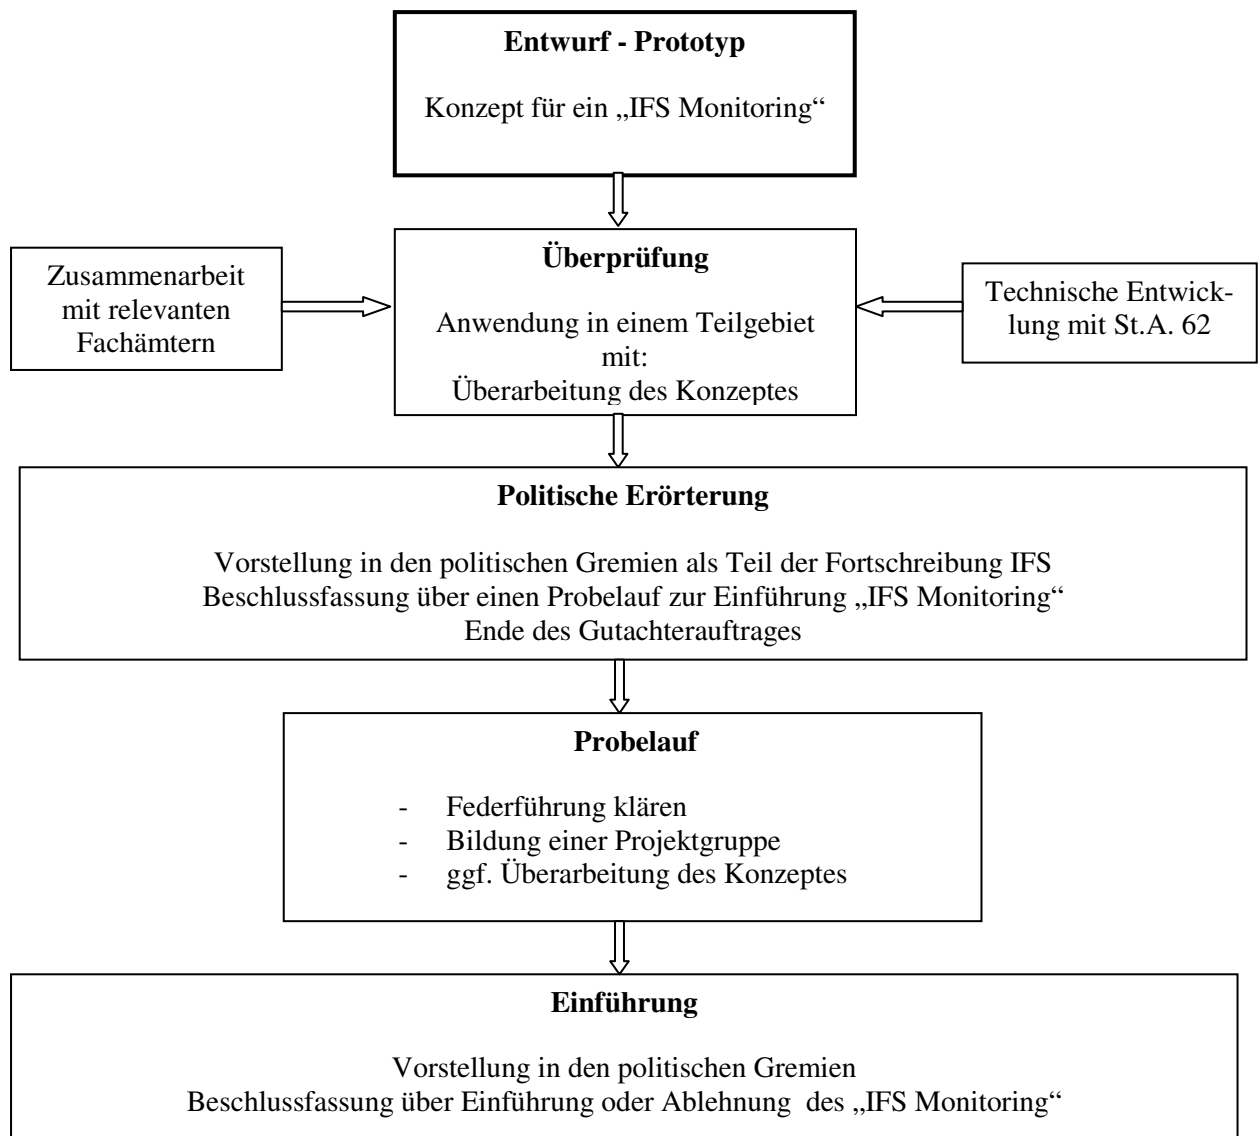 Entwurf - Prototyp
Konzept für ein „IFS Monitoring“
Zusammenarbeit
mit relevanten
Fachämtern
Überprüfung
Anwendung in einem Teilgebiet
mit:
Überarbeitung des Konzeptes
Technische Entwick-
lung mit St.A. 62
Politische Erörterung
Vorstellung in den politischen Gremien als Teil der Fortschreibung IFS
Beschlussfassung über einen Probelauf zur Einführung „IFS Monitoring“
Ende des Gutachterauftrages
Probelauf
- Federführung klären
- Bildung einer Projektgruppe
- ggf. Überarbeitung des Konzeptes
Einführung
Vorstellung in den politischen Gremien
Beschlussfassung über Einführung oder Ablehnung des „IFS Monitoring“